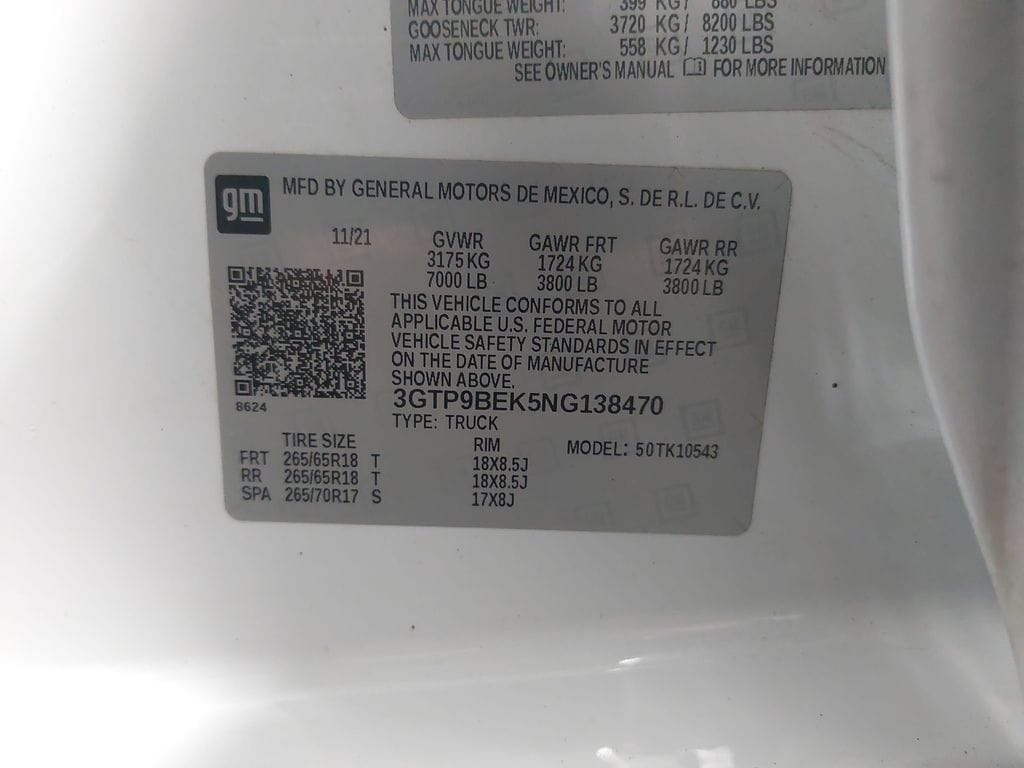 MAX TONGUE WEIGHT: 399 KG/ 880 LBS
GOOSENECK TWR: 3720 KG/ 8200 LBS
MAX TONGUE WEIGHT: 558 KG/ 1230 LBS
SEE OWNER'S MANUAL FOR MORE INFORMATION
gm
MFD BY GENERAL MOTORS DE MEXICO, S. DE R.L. DE C.V.
11/21 GVWR GAWR FRT GAWR RR
3175 KG 1724 KG 1724 KG
7000 LB 3800 LB 3800 LB
THIS VEHICLE CONFORMS TO ALL
APPLICABLE U.S. FEDERAL MOTOR
VEHICLE SAFETY STANDARDS IN EFFECT
ON THE DATE OF MANUFACTURE
SHOWN ABOVE.
8624
3GTP9BEK5NG138470
TYPE: TRUCK
TIRE SIZE RIM MODEL: 50TK10543
FRT 265/65R18 T 18X8.5J
RR 265/65R18 T 18X8.5J
SPA 265/70R17 S 17X8J